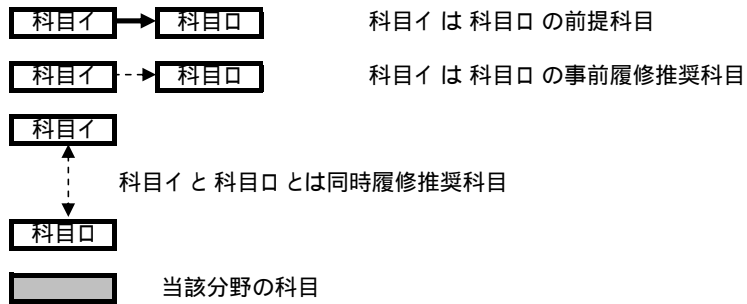 科目イ 科目ロ 科目イ は 科目ロ の前提科目
科目イ 科目ロ 科目イ は 科目ロ の事前履修推奨科目
科目イ
科目イ と 科目ロ とは同時履修推奨科目
科目ロ
当該分野の科目